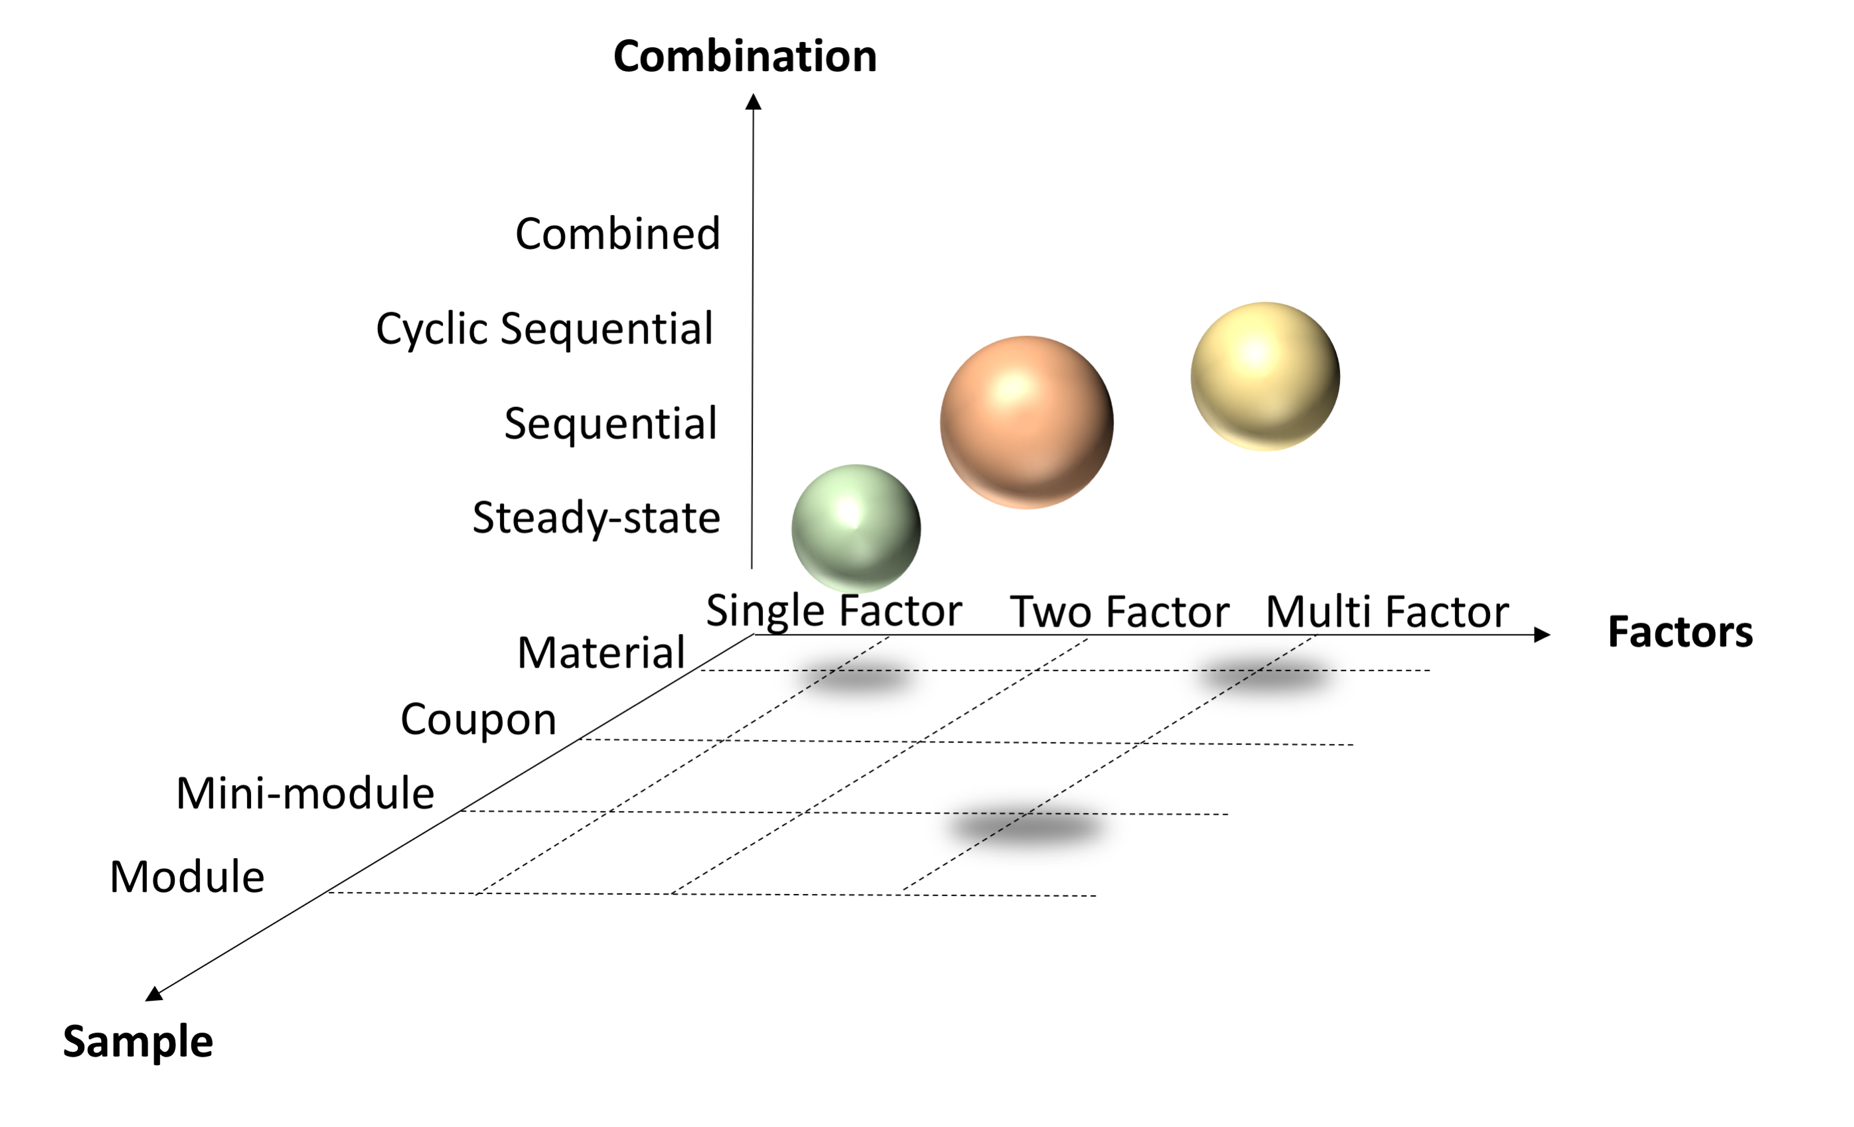 Combination
Combined
Cyclic Sequential
Sequential
Steady-state
Single Factor Two Factor Multi Factor
Factors
Material
Coupon
Mini-module
Module
Sample